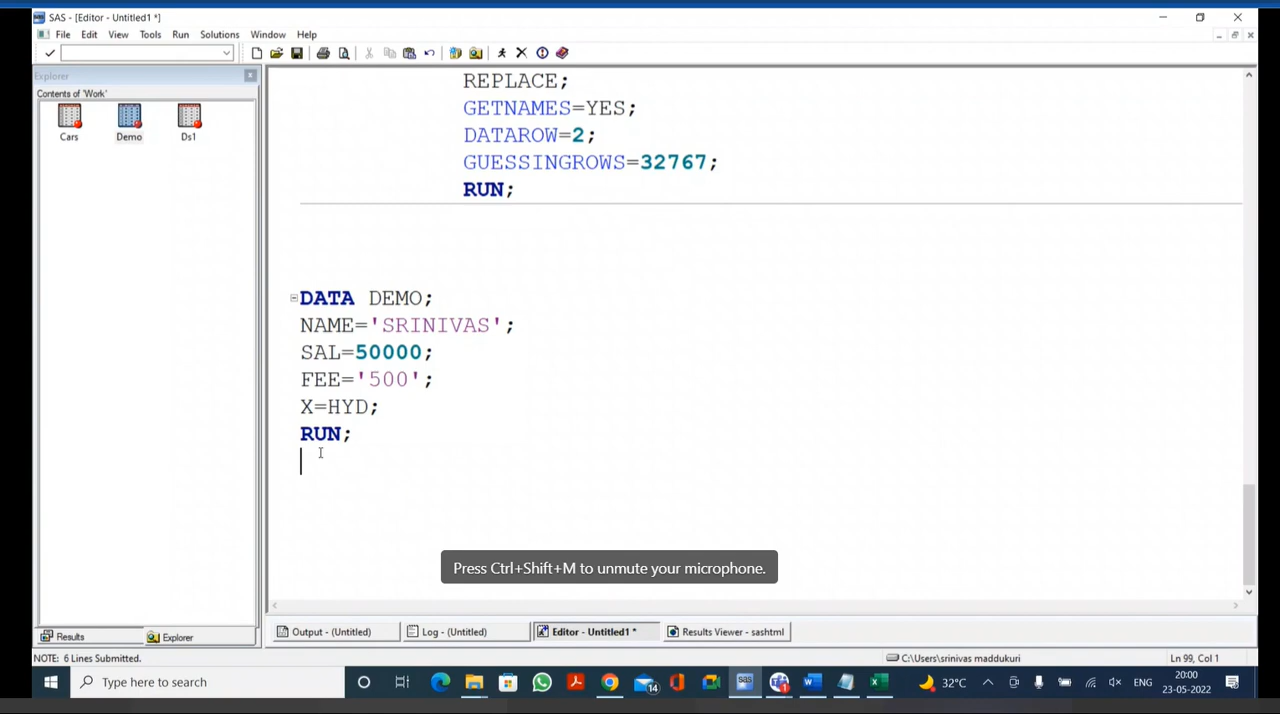 SAS - [Editor - Untitled1 *]
File Edit View Tools Run Solutions Window Help
Explorer
Contents of 'Work'
Cars Demo Ds1
REPLACE;
GETNAMES=YES;
DATAROW=2;
GUESSINGROWS=32767;
RUN;
DATA DEMO;
NAME='SRINIVAS';
SAL=50000;
FEE='500';
X=HYD;
RUN;
Press Ctrl+Shift+M to unmute your microphone.
Results Explorer
Output - (Untitled) Log - (Untitled) Editor - Untitled1 * Results Viewer - sashtml
NOTE: 6 Lines Submitted. C:\Users\srinivas maddukuri Ln 99, Col 1
Type here to search 14 sas 32°C ENG 20:00
23-05-2022